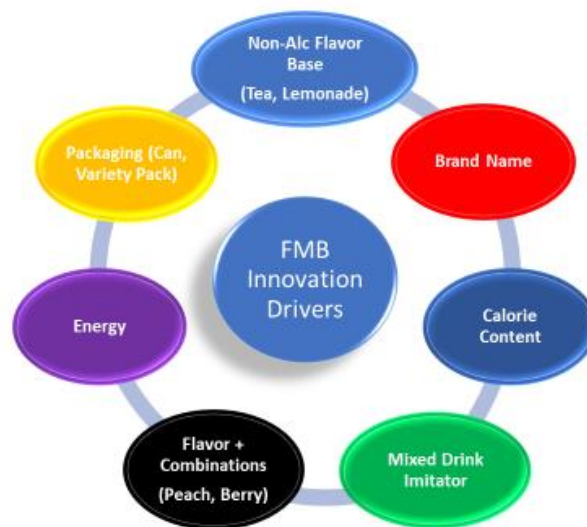 Non-Alc Flavor
Base
(Tea, Lemonade)
Brand Name
Calorie
Content
Mixed Drink
Imitator
Flavor +
Combinations
(Peach, Berry)
Energy
Packaging (Can,
Variety Pack)
FMB
Innovation
Drivers